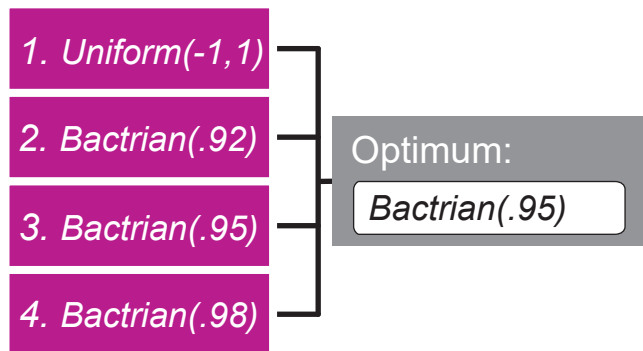 1. Uniform(-1,1)
2. Bactrian(.92)
3. Bactrian(.95)
4. Bactrian(.98)
Optimum:
Bactrian(.95)